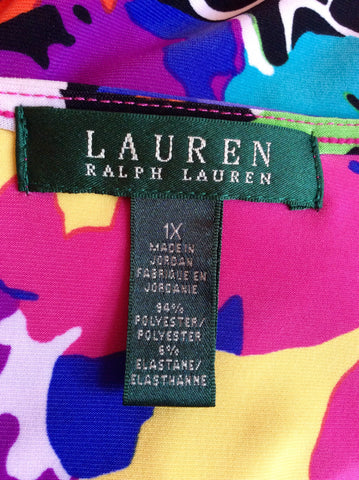 LAUREN
RALPH LAUREN
1X
MADE IN
JORDAN
FABRIQUE EN
JORDANIE
94%
POLYESTER/
POLYESTER
6%
ELASTANE/
ELASTHANNE